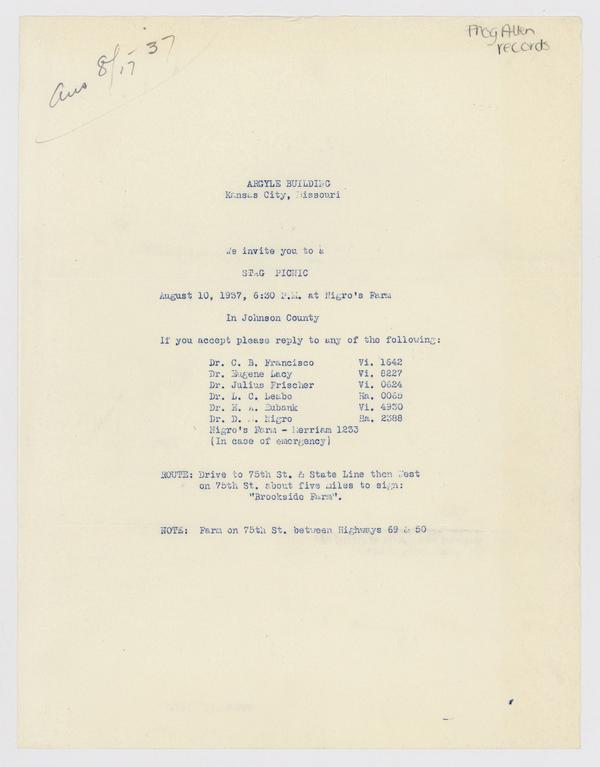 Ans 8/17 37
records
ARGYLE BUILDING
Kansas City, Missouri
We invite you to a
STAG PICNIC
August 10, 1937, 6:30 P.M. at Nigro's Farm
In Johnson County
If you accept please reply to any of the following:
Dr. C. B. Francisco Vi. 1642
Dr. Eugene Lacy Vi. 8227
Dr. Julius Frischer Vi. 0624
Dr. L. C. Leabo Ha. 0065
Dr. E. A. Eubank Vi. 4930
Dr. D. Nigro Ha. 2388
Nigro's Farm - Merriam 1233
(In case of emergency)
ROUTE: Drive to 75th St. & State Line then West
on 75th St. about five miles to sign:
"Brookside Farm".
NOTE: Farm on 75th St. between Highways 69 & 50